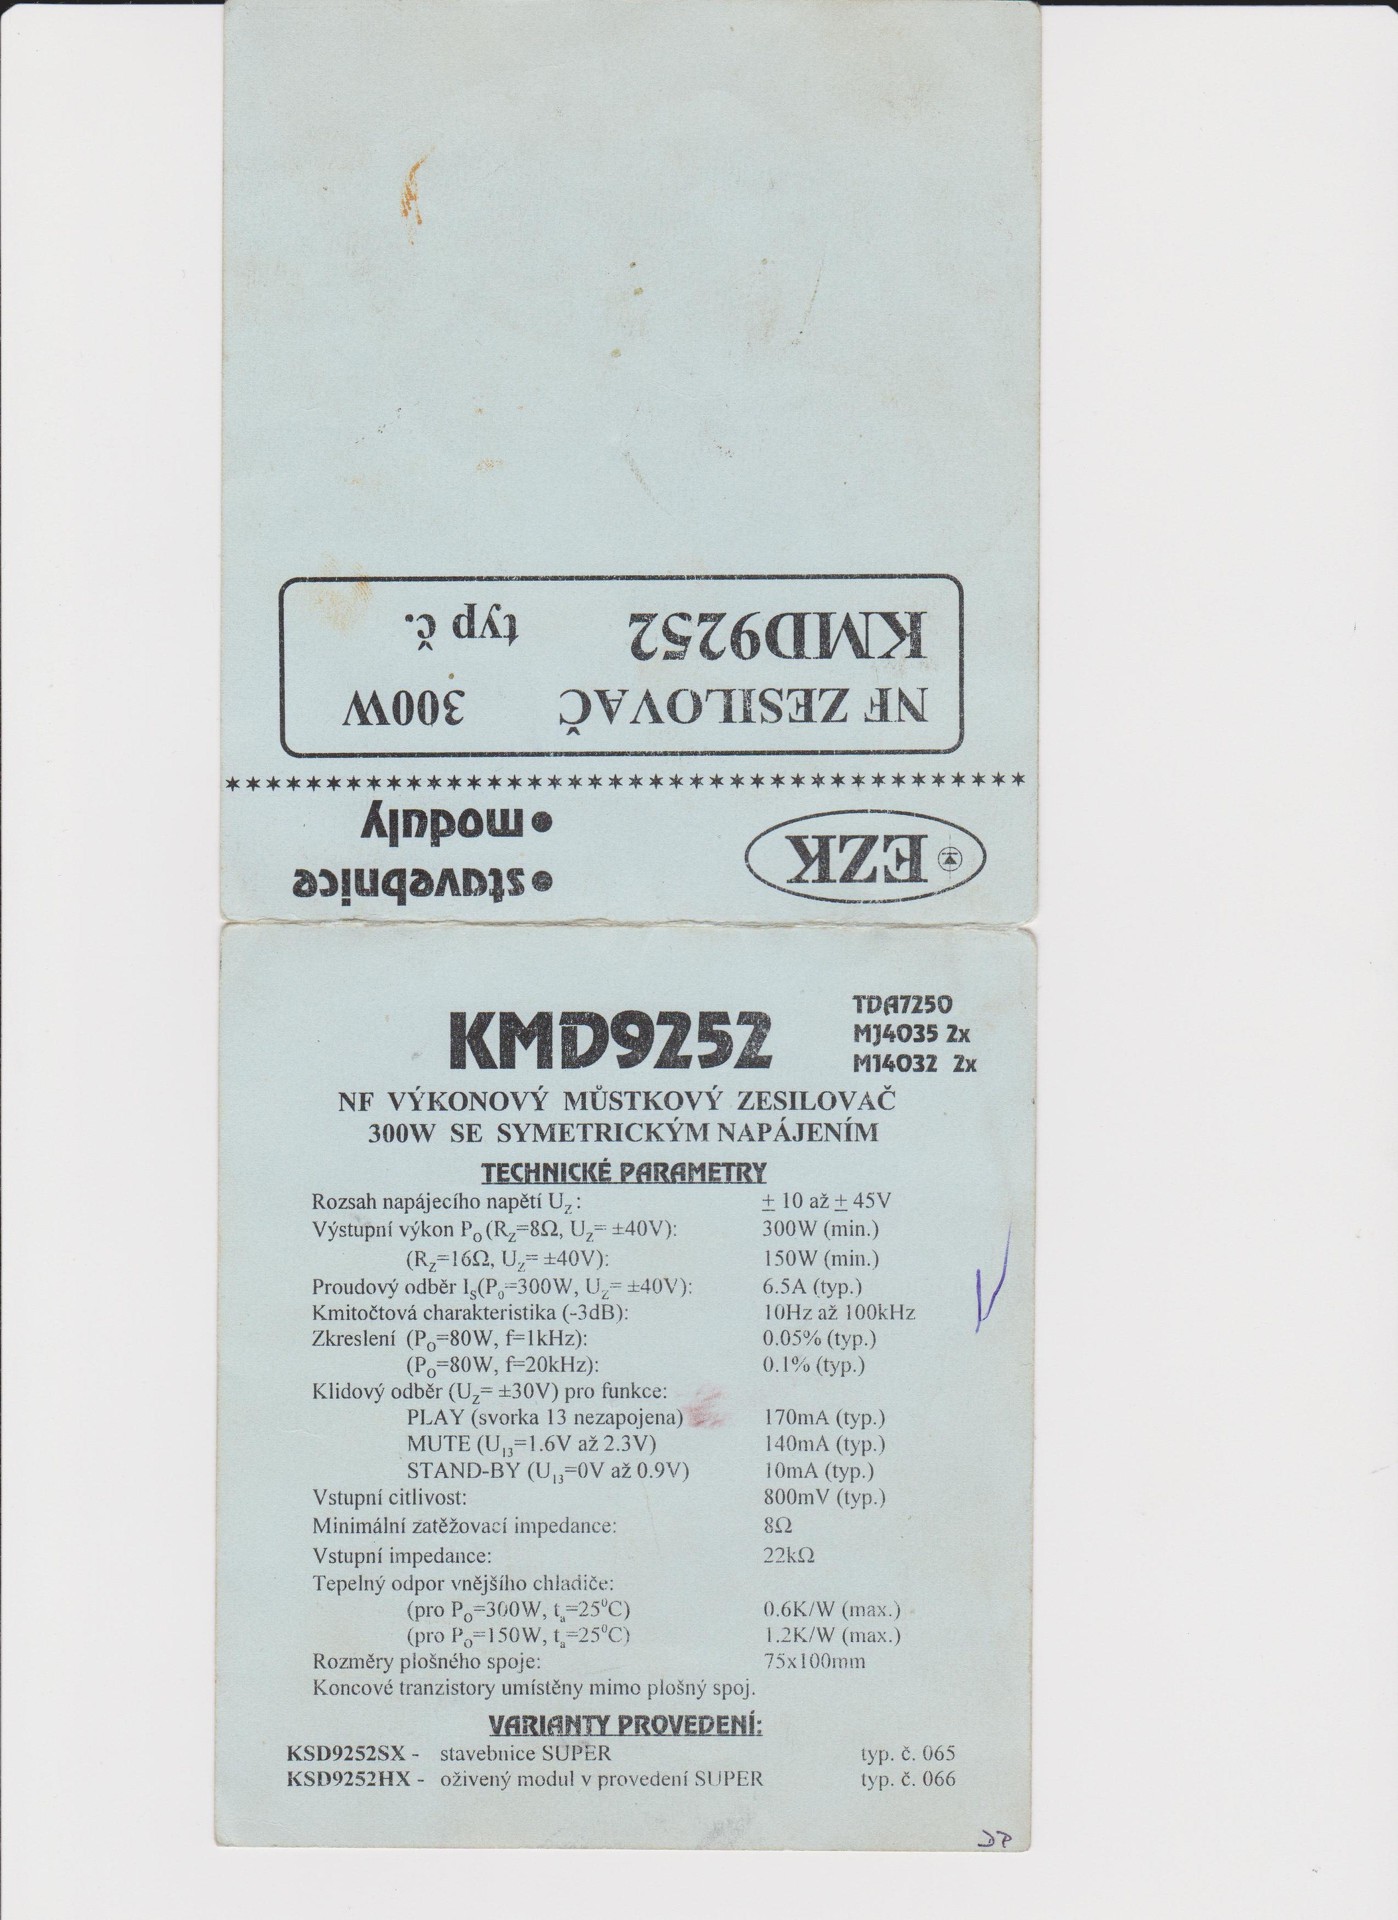 EZK
• stavebnice
• moduly
************************************
NF ZESILOVAČ 300W
KMD9252 typ č.
KMD9252
TDA7250
MJ4035 2x
MJ4032 2x
NF VÝKONOVÝ MŮSTKOVÝ ZESILOVAČ
300W SE SYMETRICKÝM NAPÁJENÍM
TECHNICKÉ PARAMETRY
Rozsah napájecího napětí U_Z: ± 10 až ± 45V
Výstupní výkon P_O (R_Z=8Ω, U_Z= ±40V): 300W (min.)
(R_Z=16Ω, U_Z= ±40V): 150W (min.)
Proudový odběr I_S(P_O=300W, U_Z= ±40V): 6.5A (typ.)
Kmitočtová charakteristika (-3dB): 10Hz až 100kHz
Zkreslení (P_O=80W, f=1kHz): 0.05% (typ.)
(P_O=80W, f=20kHz): 0.1% (typ.)
Klidový odběr (U_Z= ±30V) pro funkce:
PLAY (svorka 13 nezapojena) 170mA (typ.)
MUTE (U_13=1.6V až 2.3V) 140mA (typ.)
STAND-BY (U_13=0V až 0.9V) 10mA (typ.)
Vstupní citlivost: 800mV (typ.)
Minimální zatěžovací impedance: 8Ω
Vstupní impedance: 22kΩ
Tepelný odpor vnějšího chladiče:
(pro P_O=300W, t_a=25⁰C) 0.6K/W (max.)
(pro P_O=150W, t_a=25⁰C) 1.2K/W (max.)
Rozměry plošného spoje: 75x100mm
Koncové tranzistory umístěny mimo plošný spoj.
VARIANTY PROVEDENÍ:
KSD9252SX - stavebnice SUPER typ. č. 065
KSD9252HX - oživený modul v provedení SUPER typ. č. 066